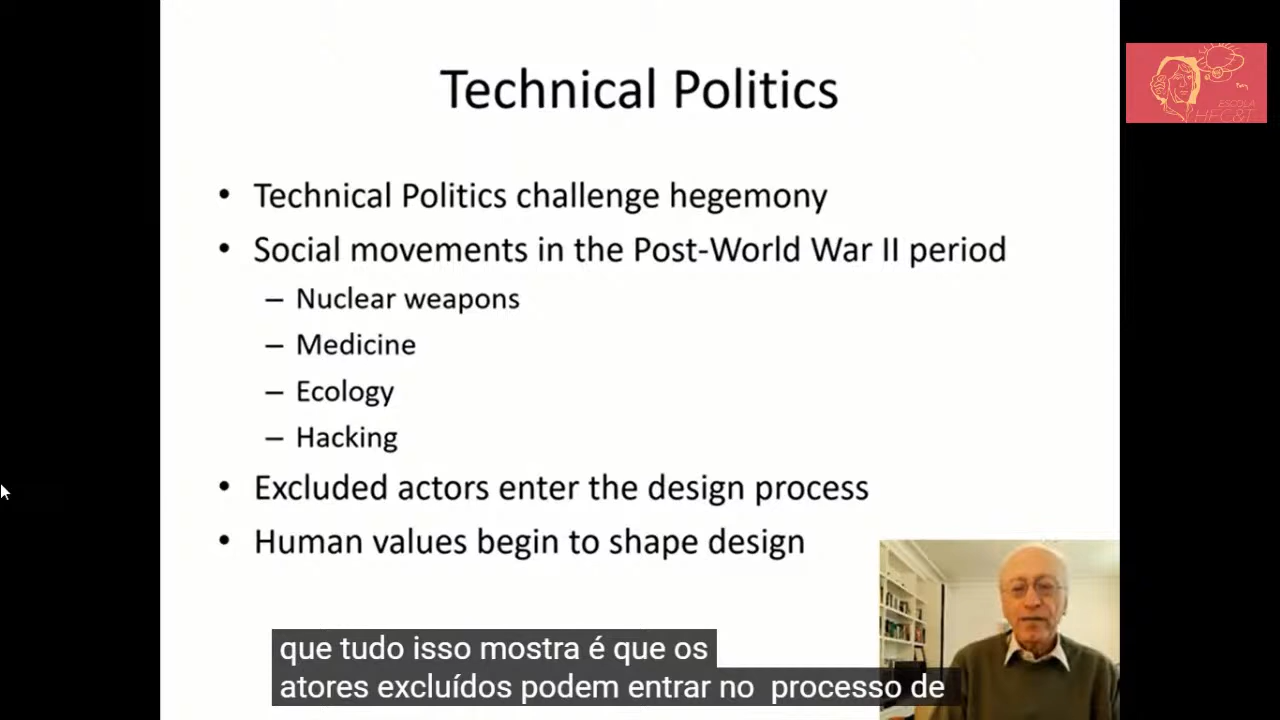 Technical Politics
ESCOLA
HFC&T
• Technical Politics challenge hegemony
• Social movements in the Post-World War II period
– Nuclear weapons
– Medicine
– Ecology
– Hacking
• Excluded actors enter the design process
• Human values begin to shape design
que tudo isso mostra é que os
atores excluídos podem entrar no processo de